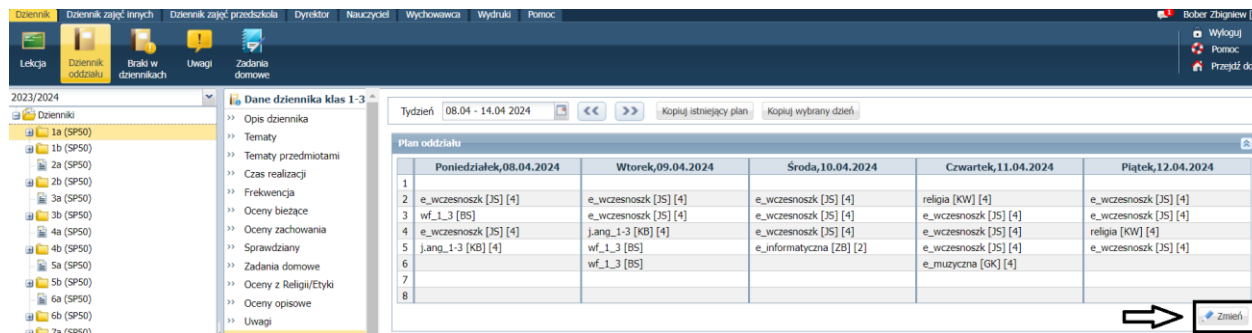 Dziennik Dziennik zajęć innych Dziennik zajęć przedszkola Dyrektor Nauczyciel Wychowawca Wydruki Pomoc 1 Bober Zbigniew [
Lekcja Dziennik oddziału Braki w dziennikach Uwagi Zadania domowe
Wyloguj
Pomoc
Przejdź do
2023/2024
Dzienniki
1a (SP50)
1b (SP50)
2a (SP50)
2b (SP50)
3a (SP50)
3b (SP50)
4a (SP50)
4b (SP50)
5a (SP50)
5b (SP50)
6a (SP50)
6b (SP50)
7a (SP50)
Dane dziennika klas 1-3
Opis dziennika
Tematy
Tematy przedmiotami
Czas realizacji
Frekwencja
Oceny bieżące
Oceny zachowania
Sprawdziany
Zadania domowe
Oceny z Religii/Etyki
Oceny opisowe
Uwagi
Tydzień 08.04 - 14.04 2024 << >> Kopiuj istniejący plan Kopiuj wybrany dzień
Plan oddziału
Poniedziałek,08.04.2024 Wtorek,09.04.2024 Środa,10.04.2024 Czwartek,11.04.2024 Piątek,12.04.2024
1
2 e_wczesnoszk [JS] [4] e_wczesnoszk [JS] [4] e_wczesnoszk [JS] [4] religia [KW] [4] e_wczesnoszk [JS] [4]
3 wf_1_3 [BS] e_wczesnoszk [JS] [4] e_wczesnoszk [JS] [4] e_wczesnoszk [JS] [4] e_wczesnoszk [JS] [4]
4 e_wczesnoszk [JS] [4] j.ang_1-3 [KB] [4] e_wczesnoszk [JS] [4] e_wczesnoszk [JS] [4] religia [KW] [4]
5 j.ang_1-3 [KB] [4] wf_1_3 [BS] e_informatyczna [ZB] [2] e_wczesnoszk [JS] [4] e_wczesnoszk [JS] [4]
6 wf_1_3 [BS] e_muzyczna [GK] [4]
7
8
Zmień